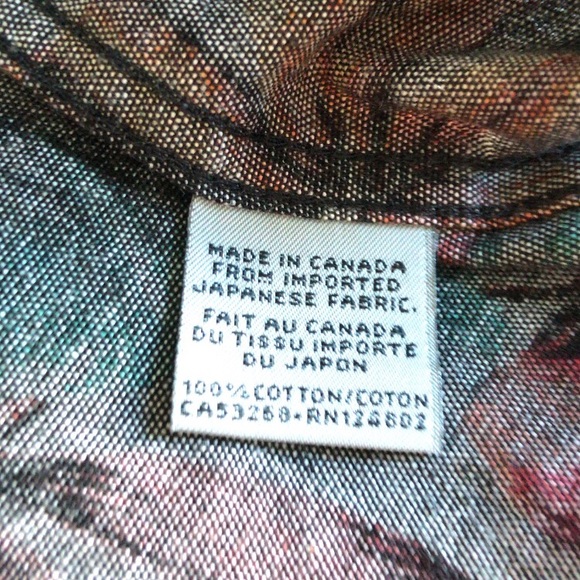 MADE IN CANADA
FROM IMPORTED
JAPANESE FABRIC.
FAIT AU CANADA
DU TISSU IMPORTE
DU JAPON
100% COTTON/COTON
CA53268•RN126802